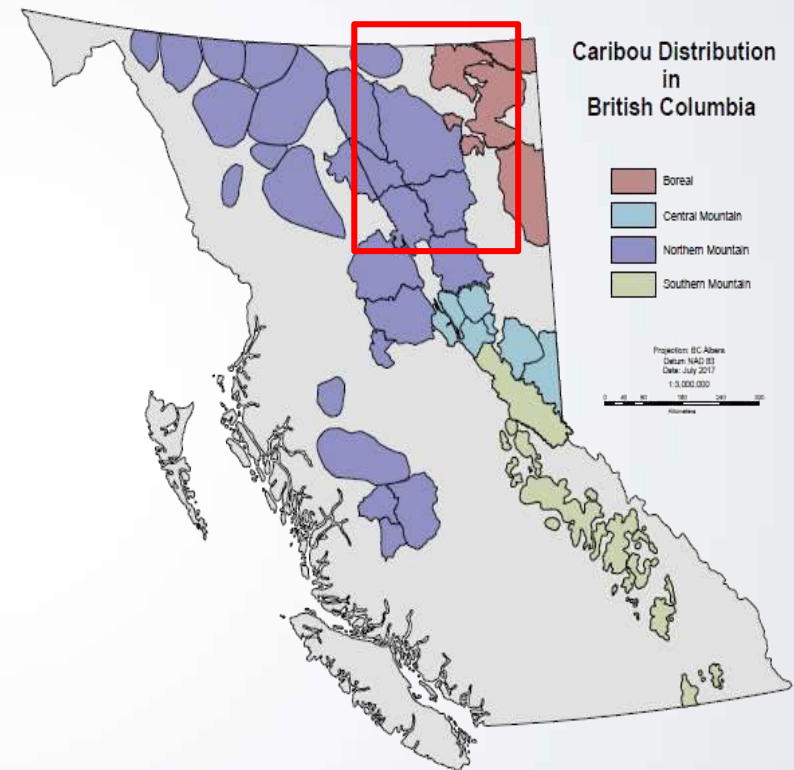 Caribou Distribution
in
British Columbia
Boreal
Central Mountain
Northern Mountain
Southern Mountain
Projection: BC Albers
Datum: NAD 83
Date: July 2017
1:3,000,000
Kilometers